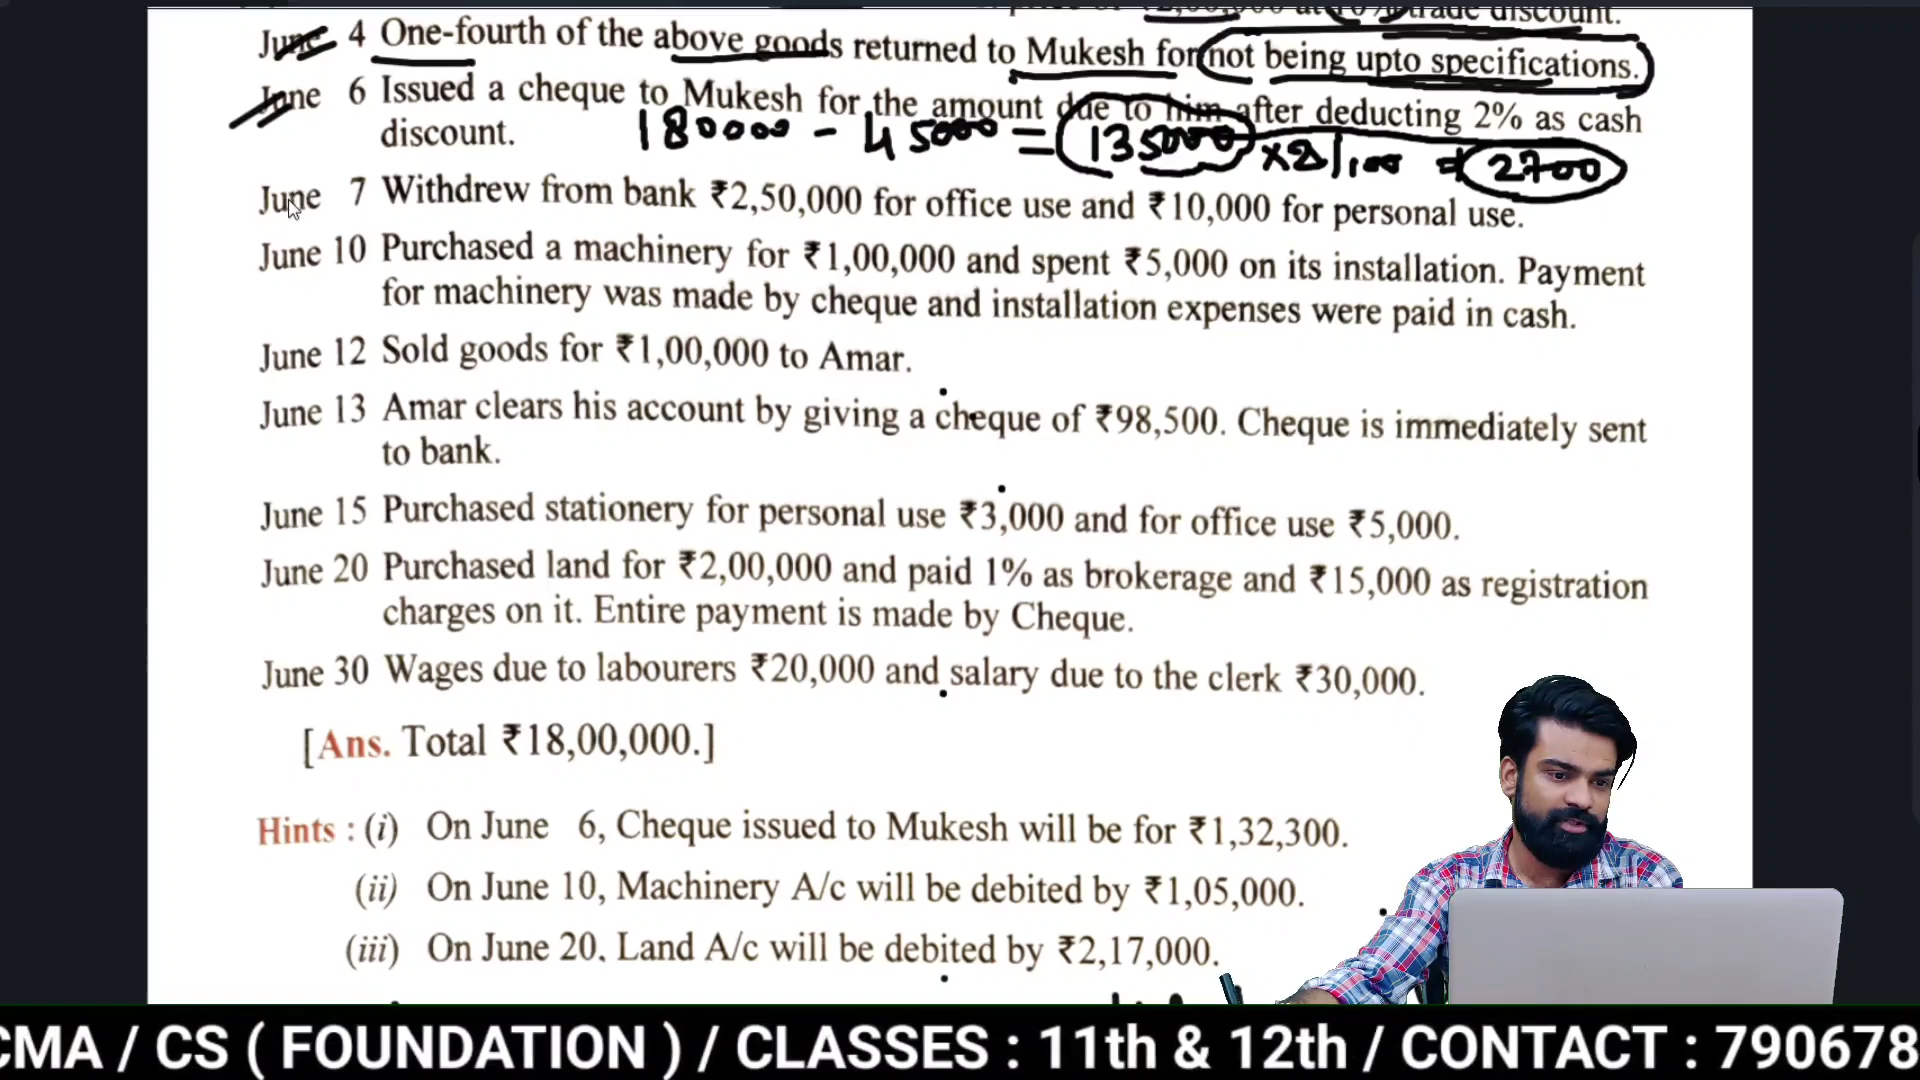 price of ₹2,00,000 at 10% trade discount.
June 4 One-fourth of the above goods returned to Mukesh for not being upto specifications.
June 6 Issued a cheque to Mukesh for the amount due to him after deducting 2% as cash
discount.
180000 - 45000 = 135000 x2/100 = 2700
June 7 Withdrew from bank ₹2,50,000 for office use and ₹10,000 for personal use.
June 10 Purchased a machinery for ₹1,00,000 and spent ₹5,000 on its installation. Payment
for machinery was made by cheque and installation expenses were paid in cash.
June 12 Sold goods for ₹1,00,000 to Amar.
June 13 Amar clears his account by giving a cheque of ₹98,500. Cheque is immediately sent
to bank.
June 15 Purchased stationery for personal use ₹3,000 and for office use ₹5,000.
June 20 Purchased land for ₹2,00,000 and paid 1% as brokerage and ₹15,000 as registration
charges on it. Entire payment is made by Cheque.
June 30 Wages due to labourers ₹20,000 and salary due to the clerk ₹30,000.
[Ans. Total ₹18,00,000.]
Hints : (i) On June 6, Cheque issued to Mukesh will be for ₹1,32,300.
(ii) On June 10, Machinery A/c will be debited by ₹1,05,000.
(iii) On June 20, Land A/c will be debited by ₹2,17,000.
CMA / CS ( FOUNDATION ) / CLASSES : 11th & 12th / CONTACT : 790678